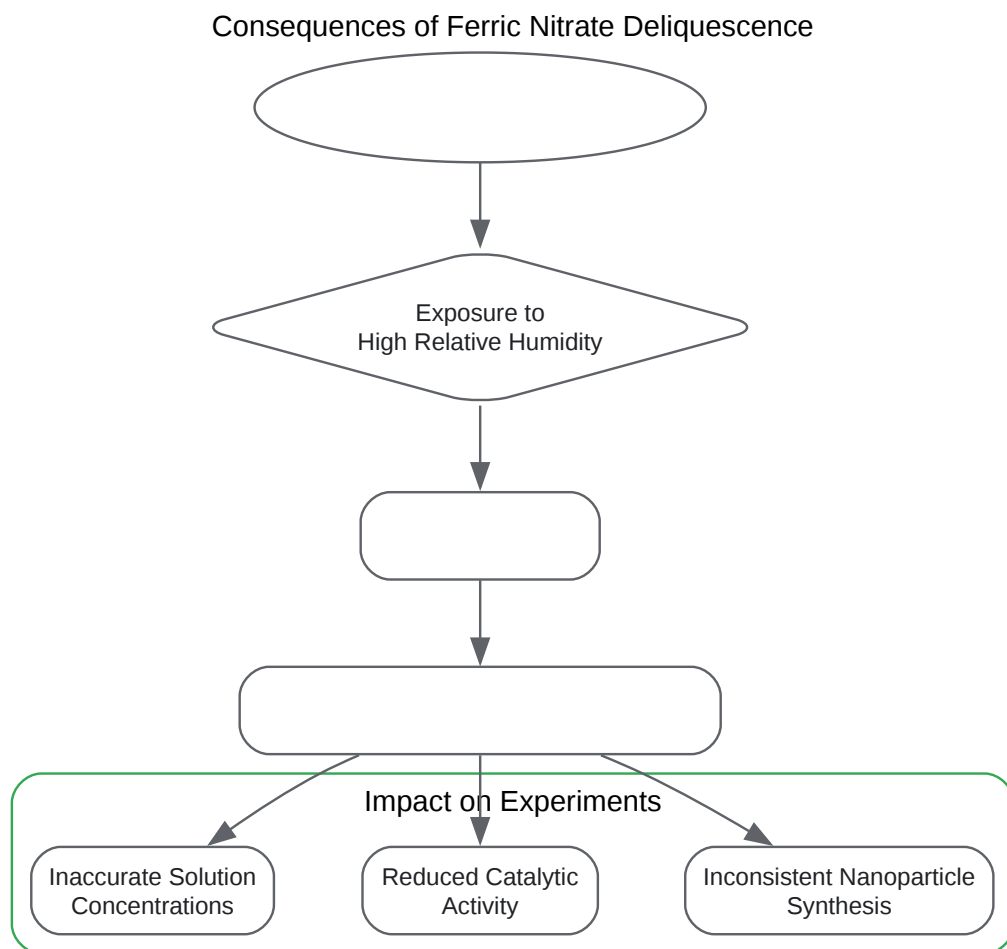 Consequences of Ferric Nitrate Deliquescence
Exposure to
High Relative Humidity
Impact on Experiments
Inaccurate Solution
Concentrations
Reduced Catalytic
Activity
Inconsistent Nanoparticle
Synthesis